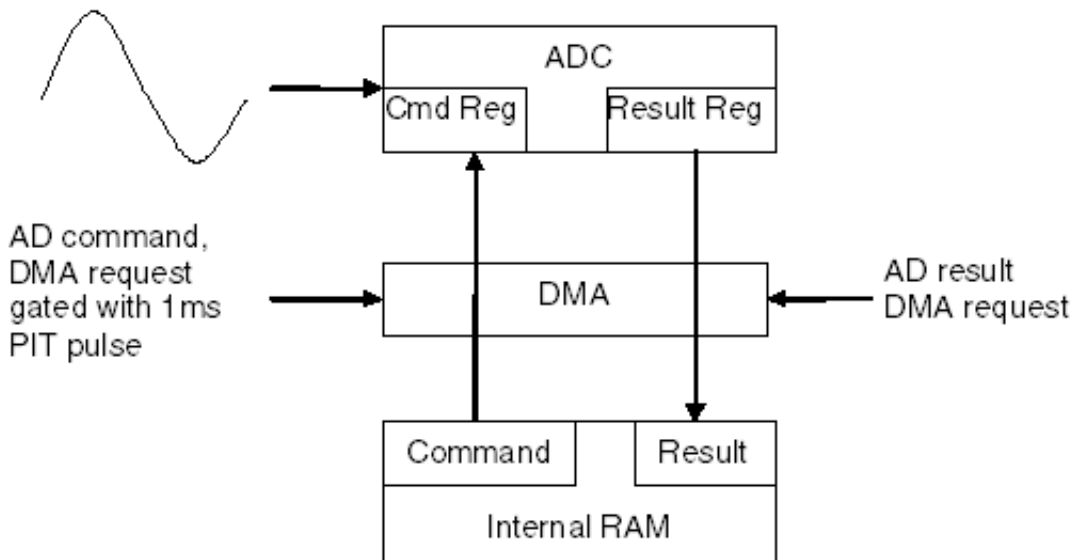 ADC
Cmd Reg
Result Reg
AD command,
DMA request
gated with 1ms
PIT pulse
DMA
AD result
DMA request
Command
Result
Internal RAM